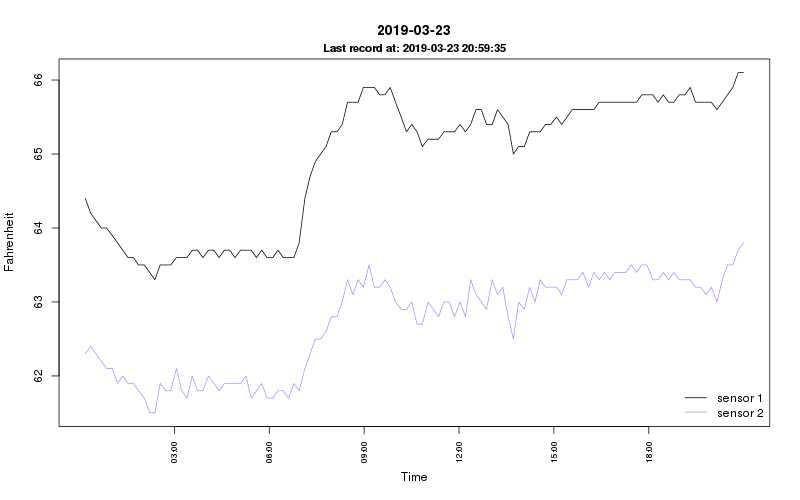 2019-03-23
Last record at: 2019-03-23 20:59:35
Fahrenheit
66
65
64
63
62
sensor 1
sensor 2
03:00 06:00 09:00 12:00 15:00 18:00
Time